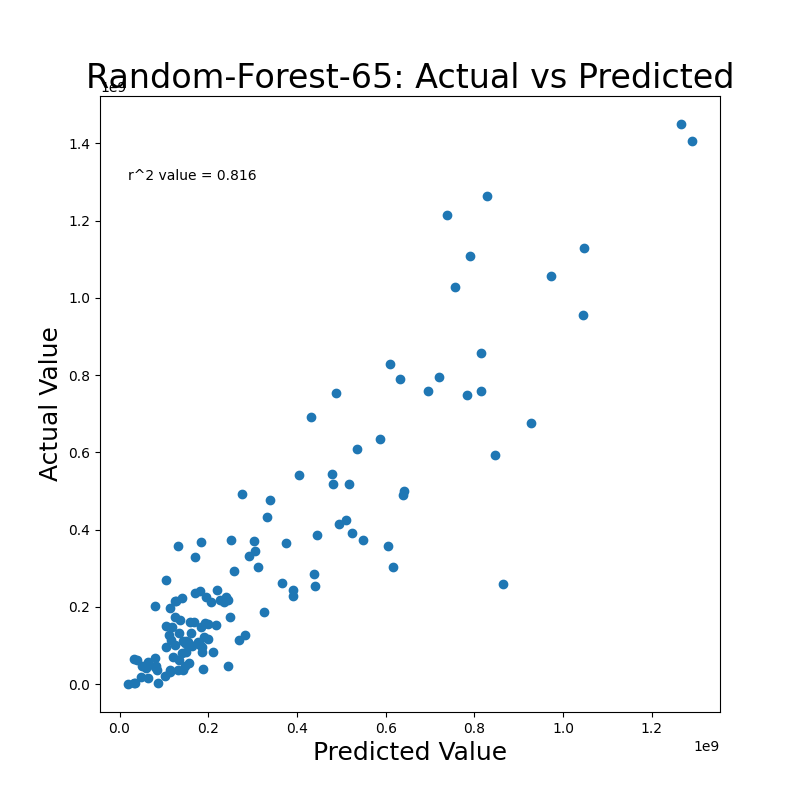 Random-Forest-65: Actual vs Predicted
1e9
1.4
r^2 value = 0.816
1.2
1.0
0.8
0.6
0.4
0.2
0.0
Actual Value
0.0 0.2 0.4 0.6 0.8 1.0 1.2
1e9
Predicted Value